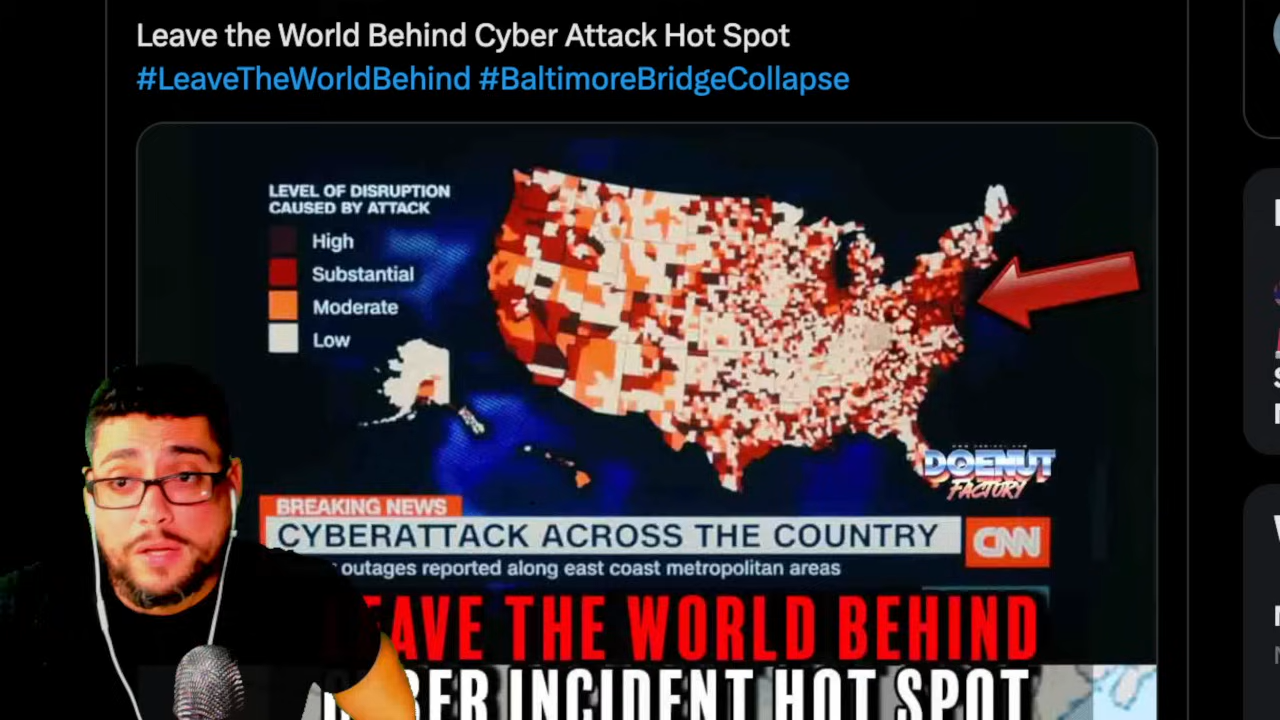 Leave the World Behind Cyber Attack Hot Spot
#LeaveTheWorldBehind #BaltimoreBridgeCollapse
LEVEL OF DISRUPTION
CAUSED BY ATTACK
High
Substantial
Moderate
Low
DOENUT
FACTORY
BREAKING NEWS
CYBERATTACK ACROSS THE COUNTRY
CNN
outages reported along east coast metropolitan areas
LEAVE THE WORLD BEHIND
CYBER INCIDENT HOT SPOT